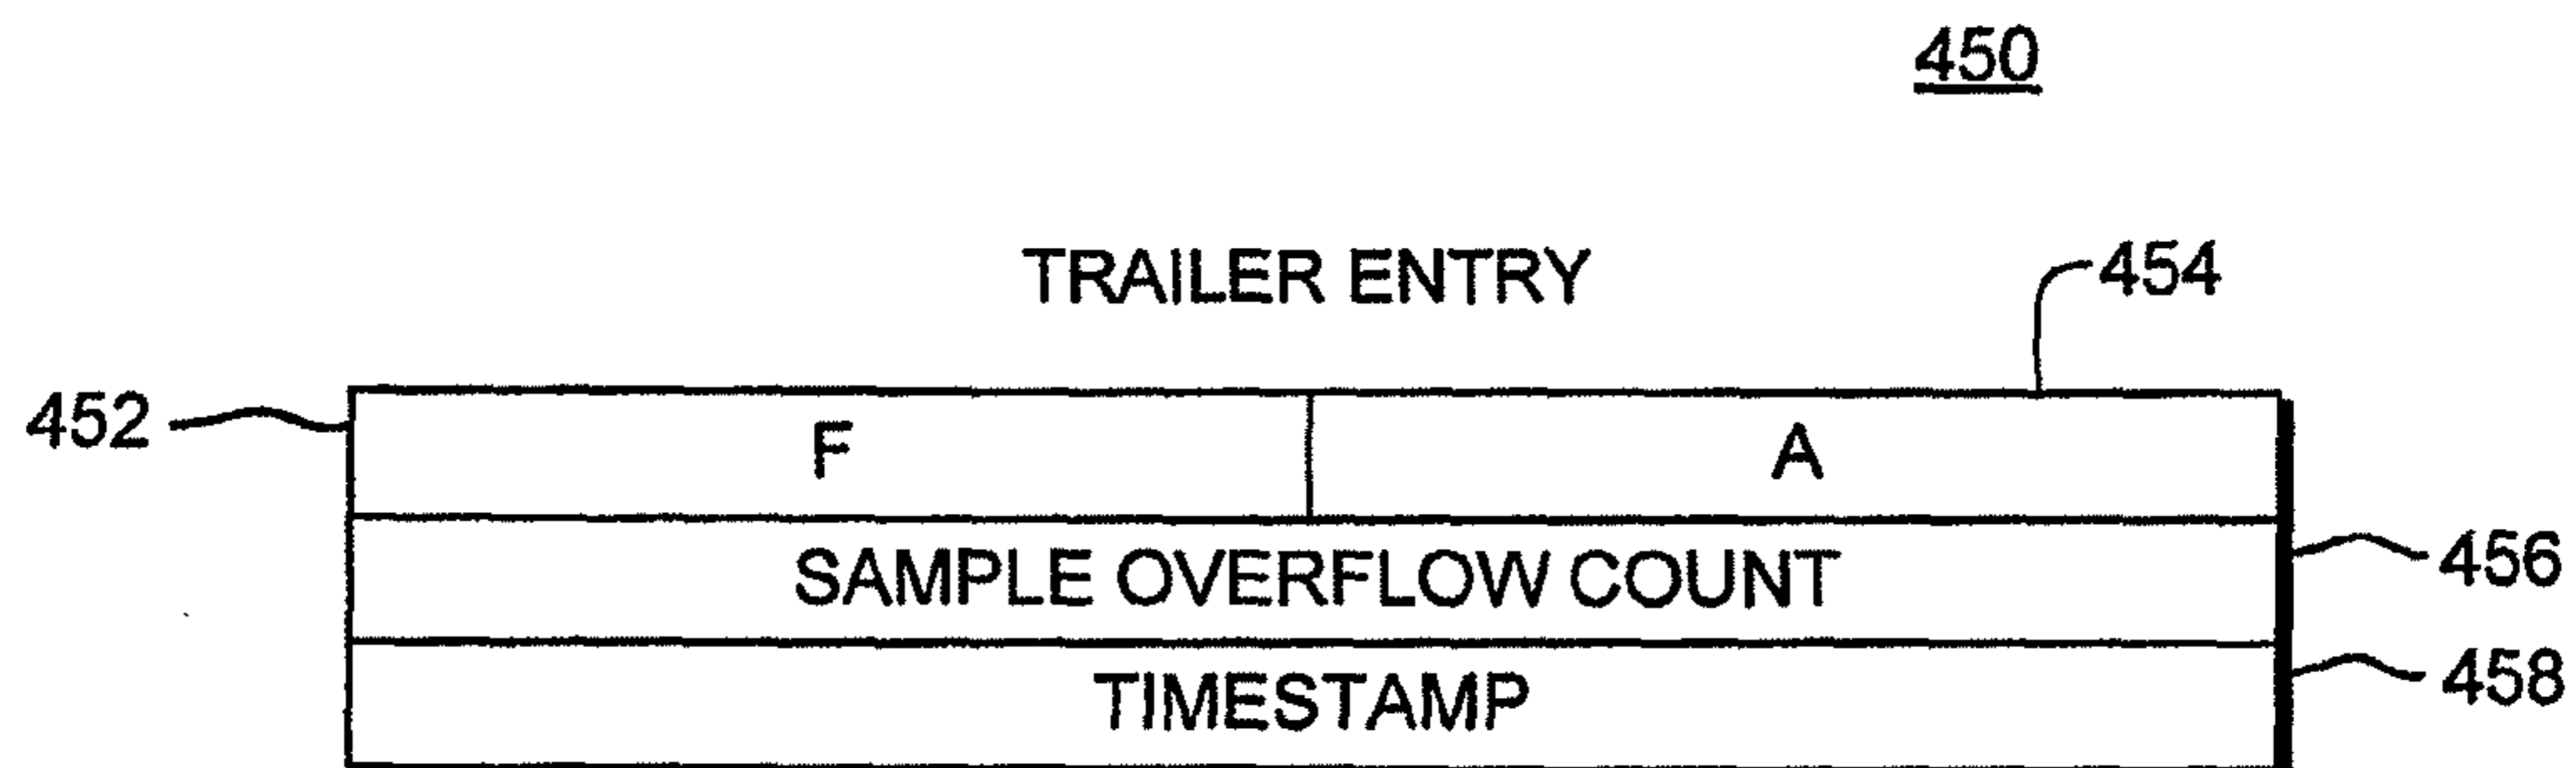 450
TRAILER ENTRY
454
452
F
A
SAMPLE OVERFLOW COUNT
456
TIMESTAMP
458